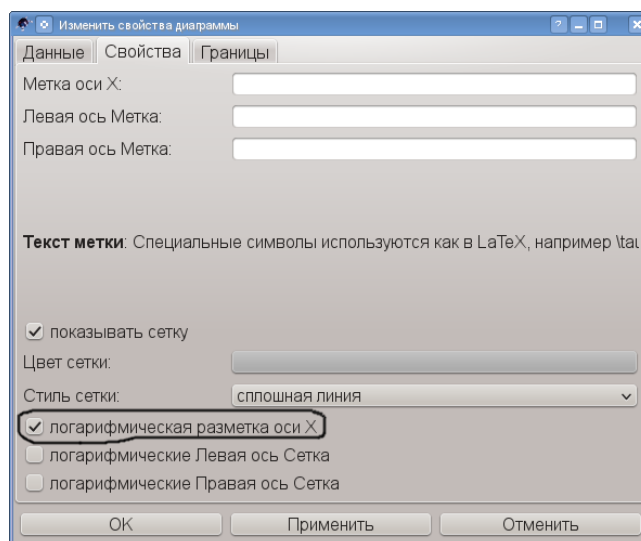 Изменить свойства диаграммы
Данные Свойства Границы
Метка оси X:
Левая ось Метка:
Правая ось Метка:
Текст метки: Специальные символы используются как в LaTeX, например \tau
показывать сетку
Цвет сетки:
Стиль сетки: сплошная линия
логарифмическая разметка оси X
логарифмические Левая ось Сетка
логарифмические Правая ось Сетка
OK Применить Отменить